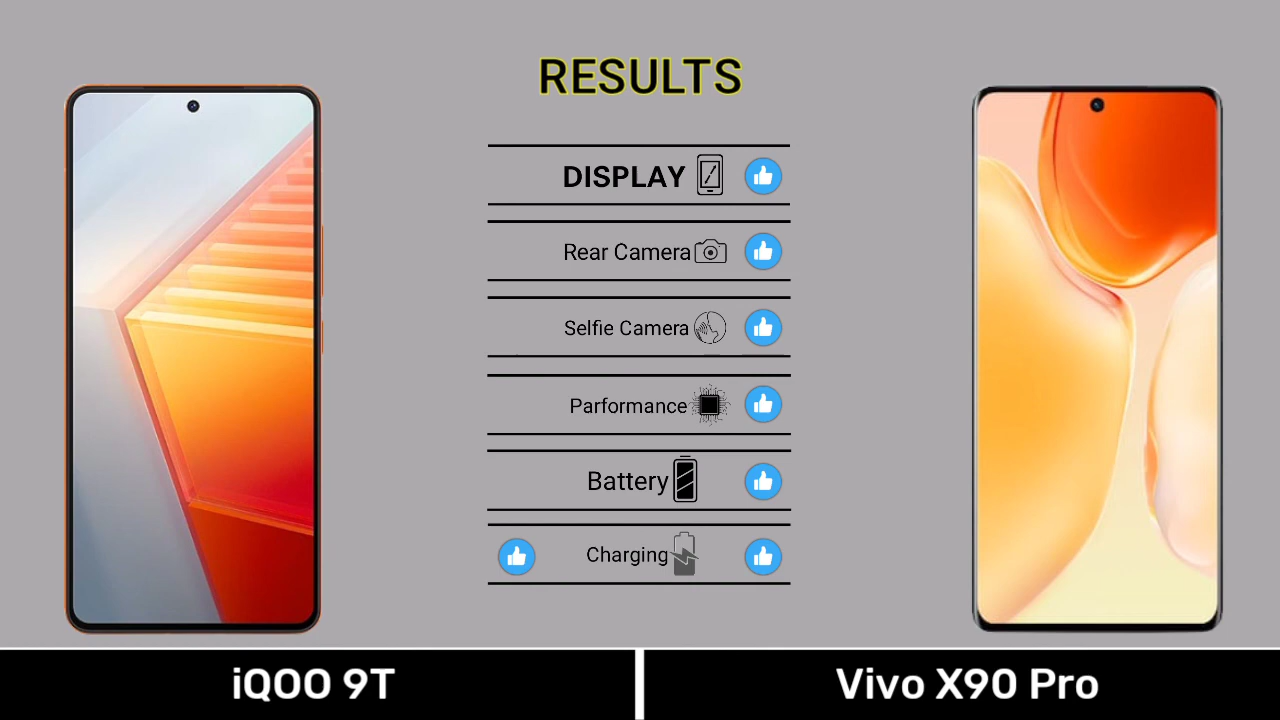 RESULTS
DISPLAY
Rear Camera
Selfie Camera
Parformance
Battery
Charging
iQOO 9T
Vivo X90 Pro